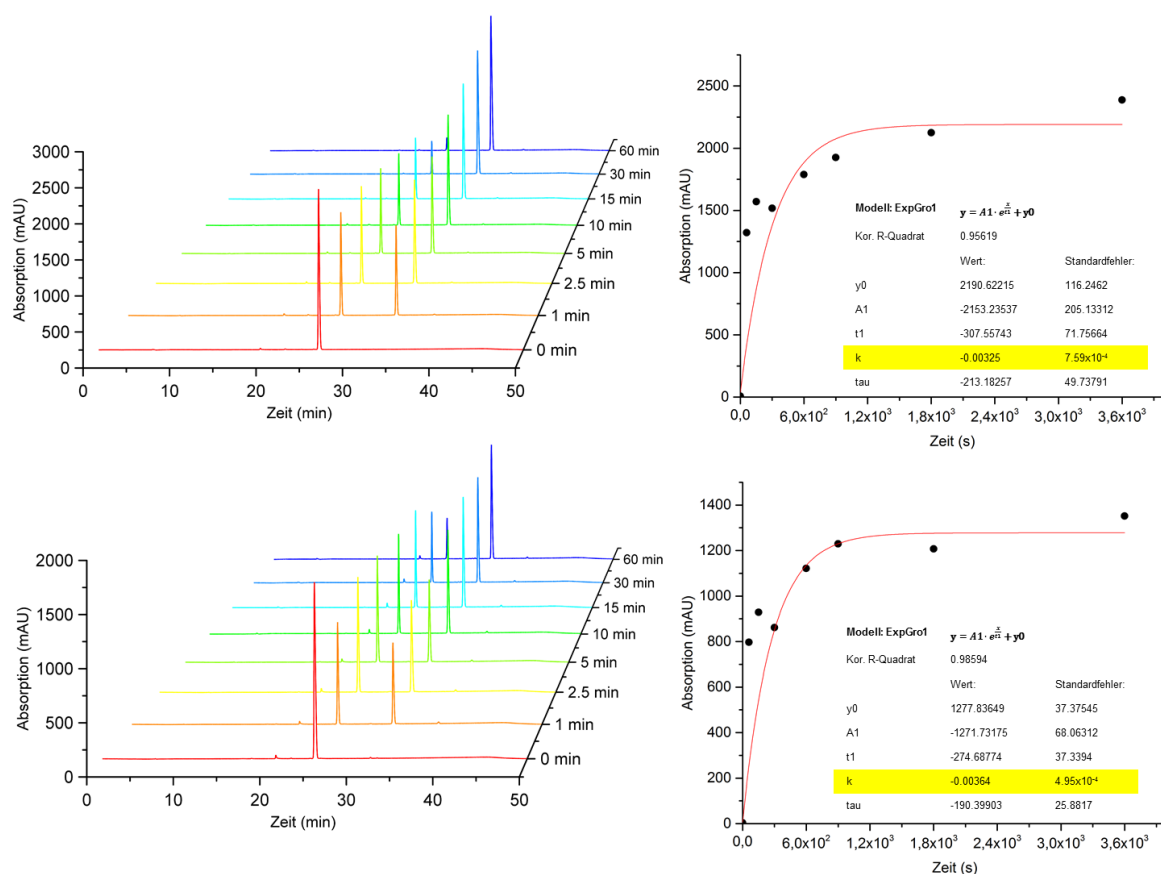 3000
2500
2000
1500
1000
500
0
Absorption (mAU)
0 10 20 30 40 50
Zeit (min)
60 min
30 min
15 min
10 min
5 min
2.5 min
1 min
0 min
2500
2000
1500
1000
500
0
Absorption (mAU)
0,0 6,0x10² 1,2x10³ 1,8x10³ 2,4x10³ 3,0x10³ 3,6x10³
Zeit (s)
Modell: ExpGro1 y = A1 · e^(x/t1) + y0
Kor. R-Quadrat 0.95619
Wert: Standardfehler:
y0 2190.62215 116.2462
A1 -2153.23537 205.13312
t1 -307.55743 71.75664
k -0.00325 7.59x10⁻⁴
tau -213.18257 49.73791
2000
1500
1000
500
0
Absorption (mAU)
0 10 20 30 40 50
Zeit (min)
60 min
30 min
15 min
10 min
5 min
2.5 min
1 min
0 min
1400
1200
1000
800
600
400
200
0
Absorption (mAU)
0,0 6,0x10² 1,2x10³ 1,8x10³ 2,4x10³ 3,0x10³ 3,6x10³
Zeit (s)
Modell: ExpGro1 y = A1 · e^(x/t1) + y0
Kor. R-Quadrat 0.98594
Wert: Standardfehler:
y0 1277.83649 37.37545
A1 -1271.73175 68.06312
t1 -274.68774 37.3394
k -0.00364 4.95x10⁻⁴
tau -190.39903 25.8817